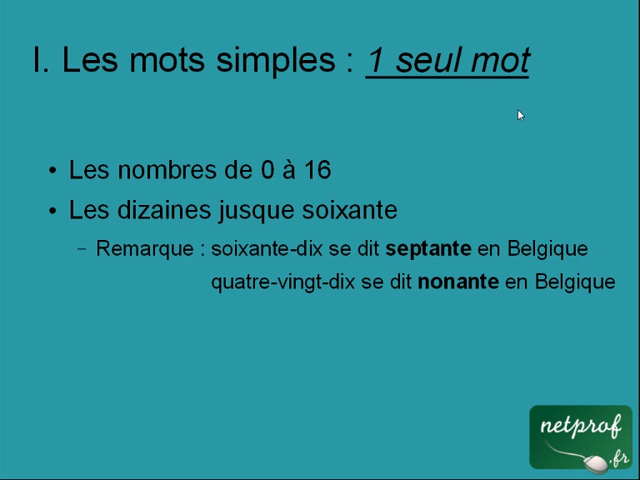 I. Les mots simples : 1 seul mot
• Les nombres de 0 à 16
• Les dizaines jusque soixante
– Remarque : soixante-dix se dit septante en Belgique
quatre-vingt-dix se dit nonante en Belgique
netprof
.fr